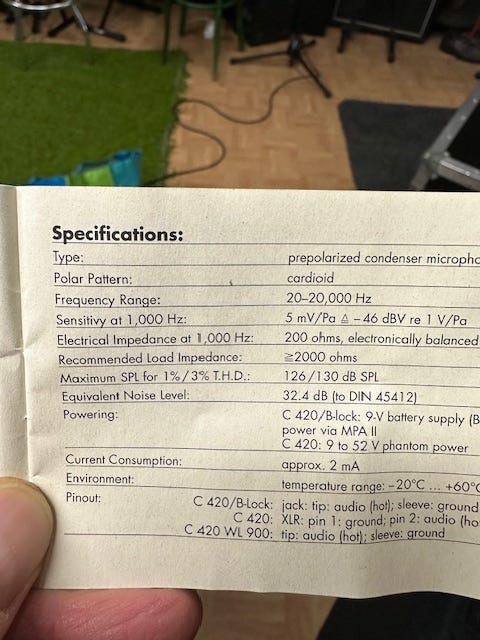 Specifications:
Type: prepolarized condenser
Polar Pattern: cardioid
Frequency Range: 20–20,000 Hz
Sensitivy at 1,000 Hz: 5 mV/Pa ≙ –46 dBV re 1 V/Pa
Electrical Impedance at 1,000 Hz: 200 ohms, electronically balanced
Recommended Load Impedance: ≧2000 ohms
Maximum SPL for 1%/3% T.H.D.: 126/130 dB SPL
Equivalent Noise Level: 32.4 dB (to DIN 45412)
Powering: C 420/B-lock: 9-V battery supply
power via MPA II
C 420: 9 to 52 V phantom power
Current Consumption: approx. 2 mA
Environment: temperature range: –20°C ... +60°
Pinout: C 420/B-Lock: jack: tip: audio (hot); sleeve: ground
C 420: XLR: pin 1: ground; pin 2: audio
C 420 WL 900: tip: audio (hot); sleeve: ground